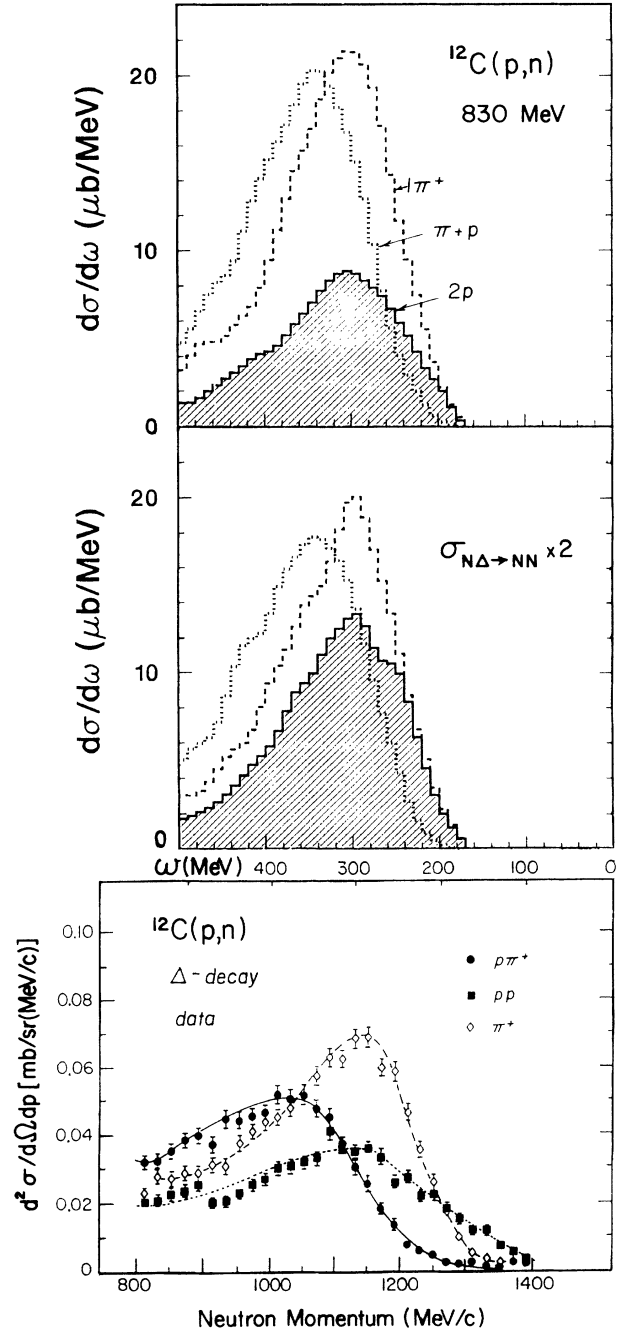 20
10
0
dσ/dω (μb/MeV)
¹²C(p,n)
830 MeV
1π⁺
π+p
2p
20
10
0
dσ/dω (μb/MeV)
σ_NΔ→NN ×2
ω(MeV)
400
300
200
100
0
¹²C(p,n)
Δ-decay
data
● pπ⁺
■ pp
◇ π⁺
0.10
0.08
0.06
0.04
0.02
0
d²σ/dΩdp [mb/sr(MeV/c)]
800
1000
1200
1400
Neutron Momentum (MeV/c)